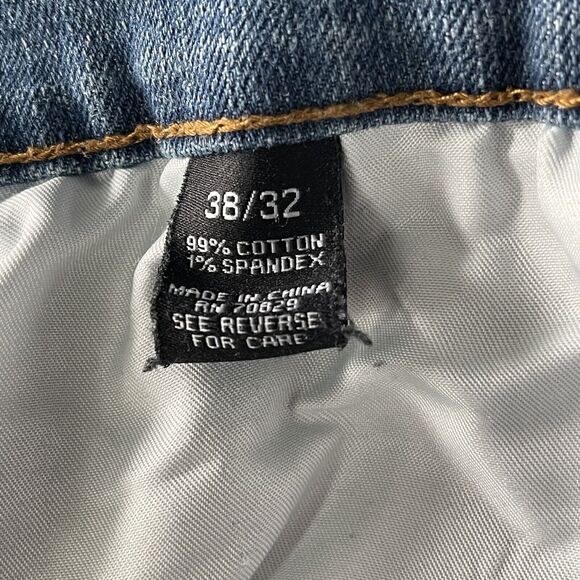 38/32
99% COTTON
1% SPANDEX
MADE IN CHINA
RN 70829
SEE REVERSE
FOR CARE